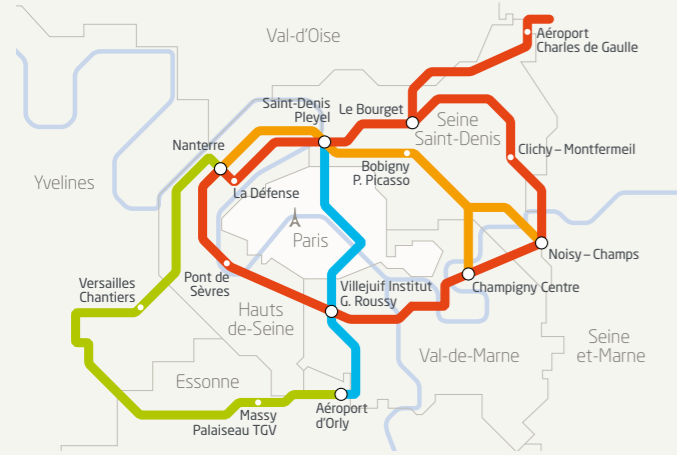 Val-d'Oise
Aéroport
Charles de Gaulle
Saint-Denis
Pleyel
Le Bourget
Seine
Saint-Denis
Nanterre
Clichy – Montfermeil
Bobigny
P. Picasso
Yvelines
La Défense
Paris
Noisy – Champs
Pont de
Sèvres
Versailles
Chantiers
Villejuif Institut
G. Roussy
Champigny Centre
Hauts
de-Seine
Seine
et-Marne
Val-de-Marne
Essonne
Massy
Palaiseau TGV
Aéroport
d'Orly